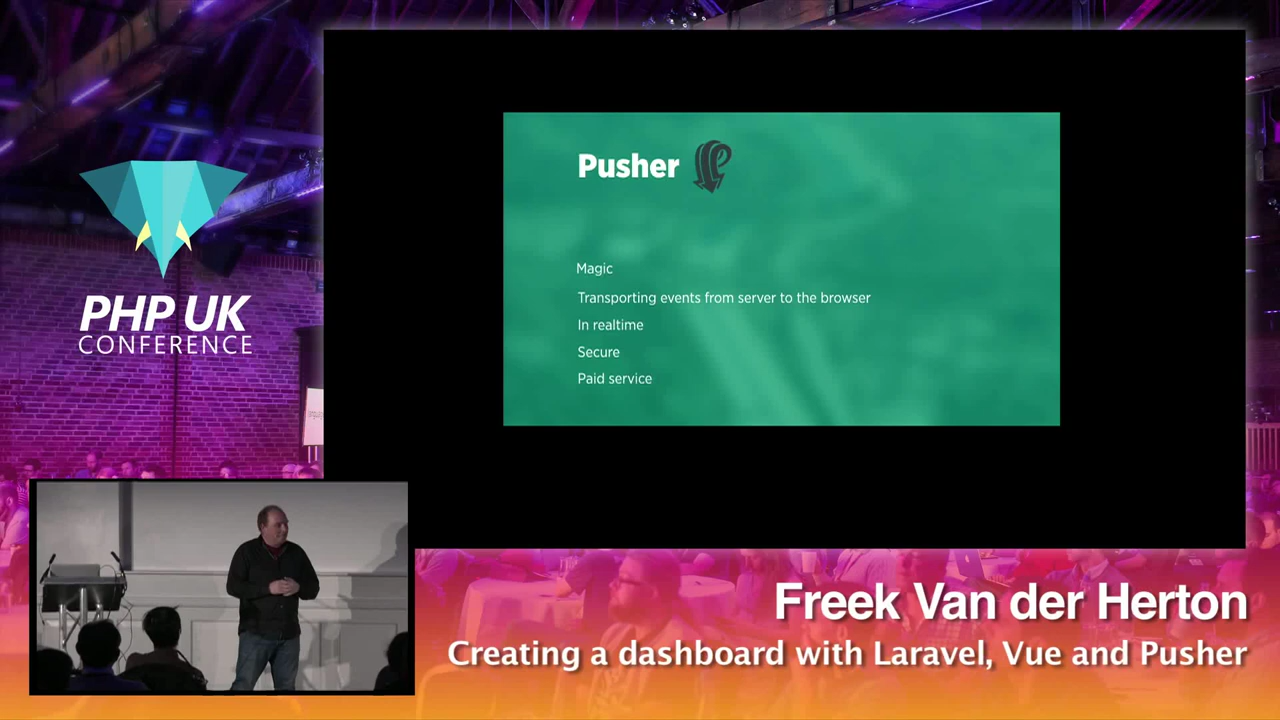 Pusher
Magic
Transporting events from server to the browser
In realtime
Secure
Paid service
PHP UK
CONFERENCE
Freek Van der Herton
Creating a dashboard with Laravel, Vue and Pusher